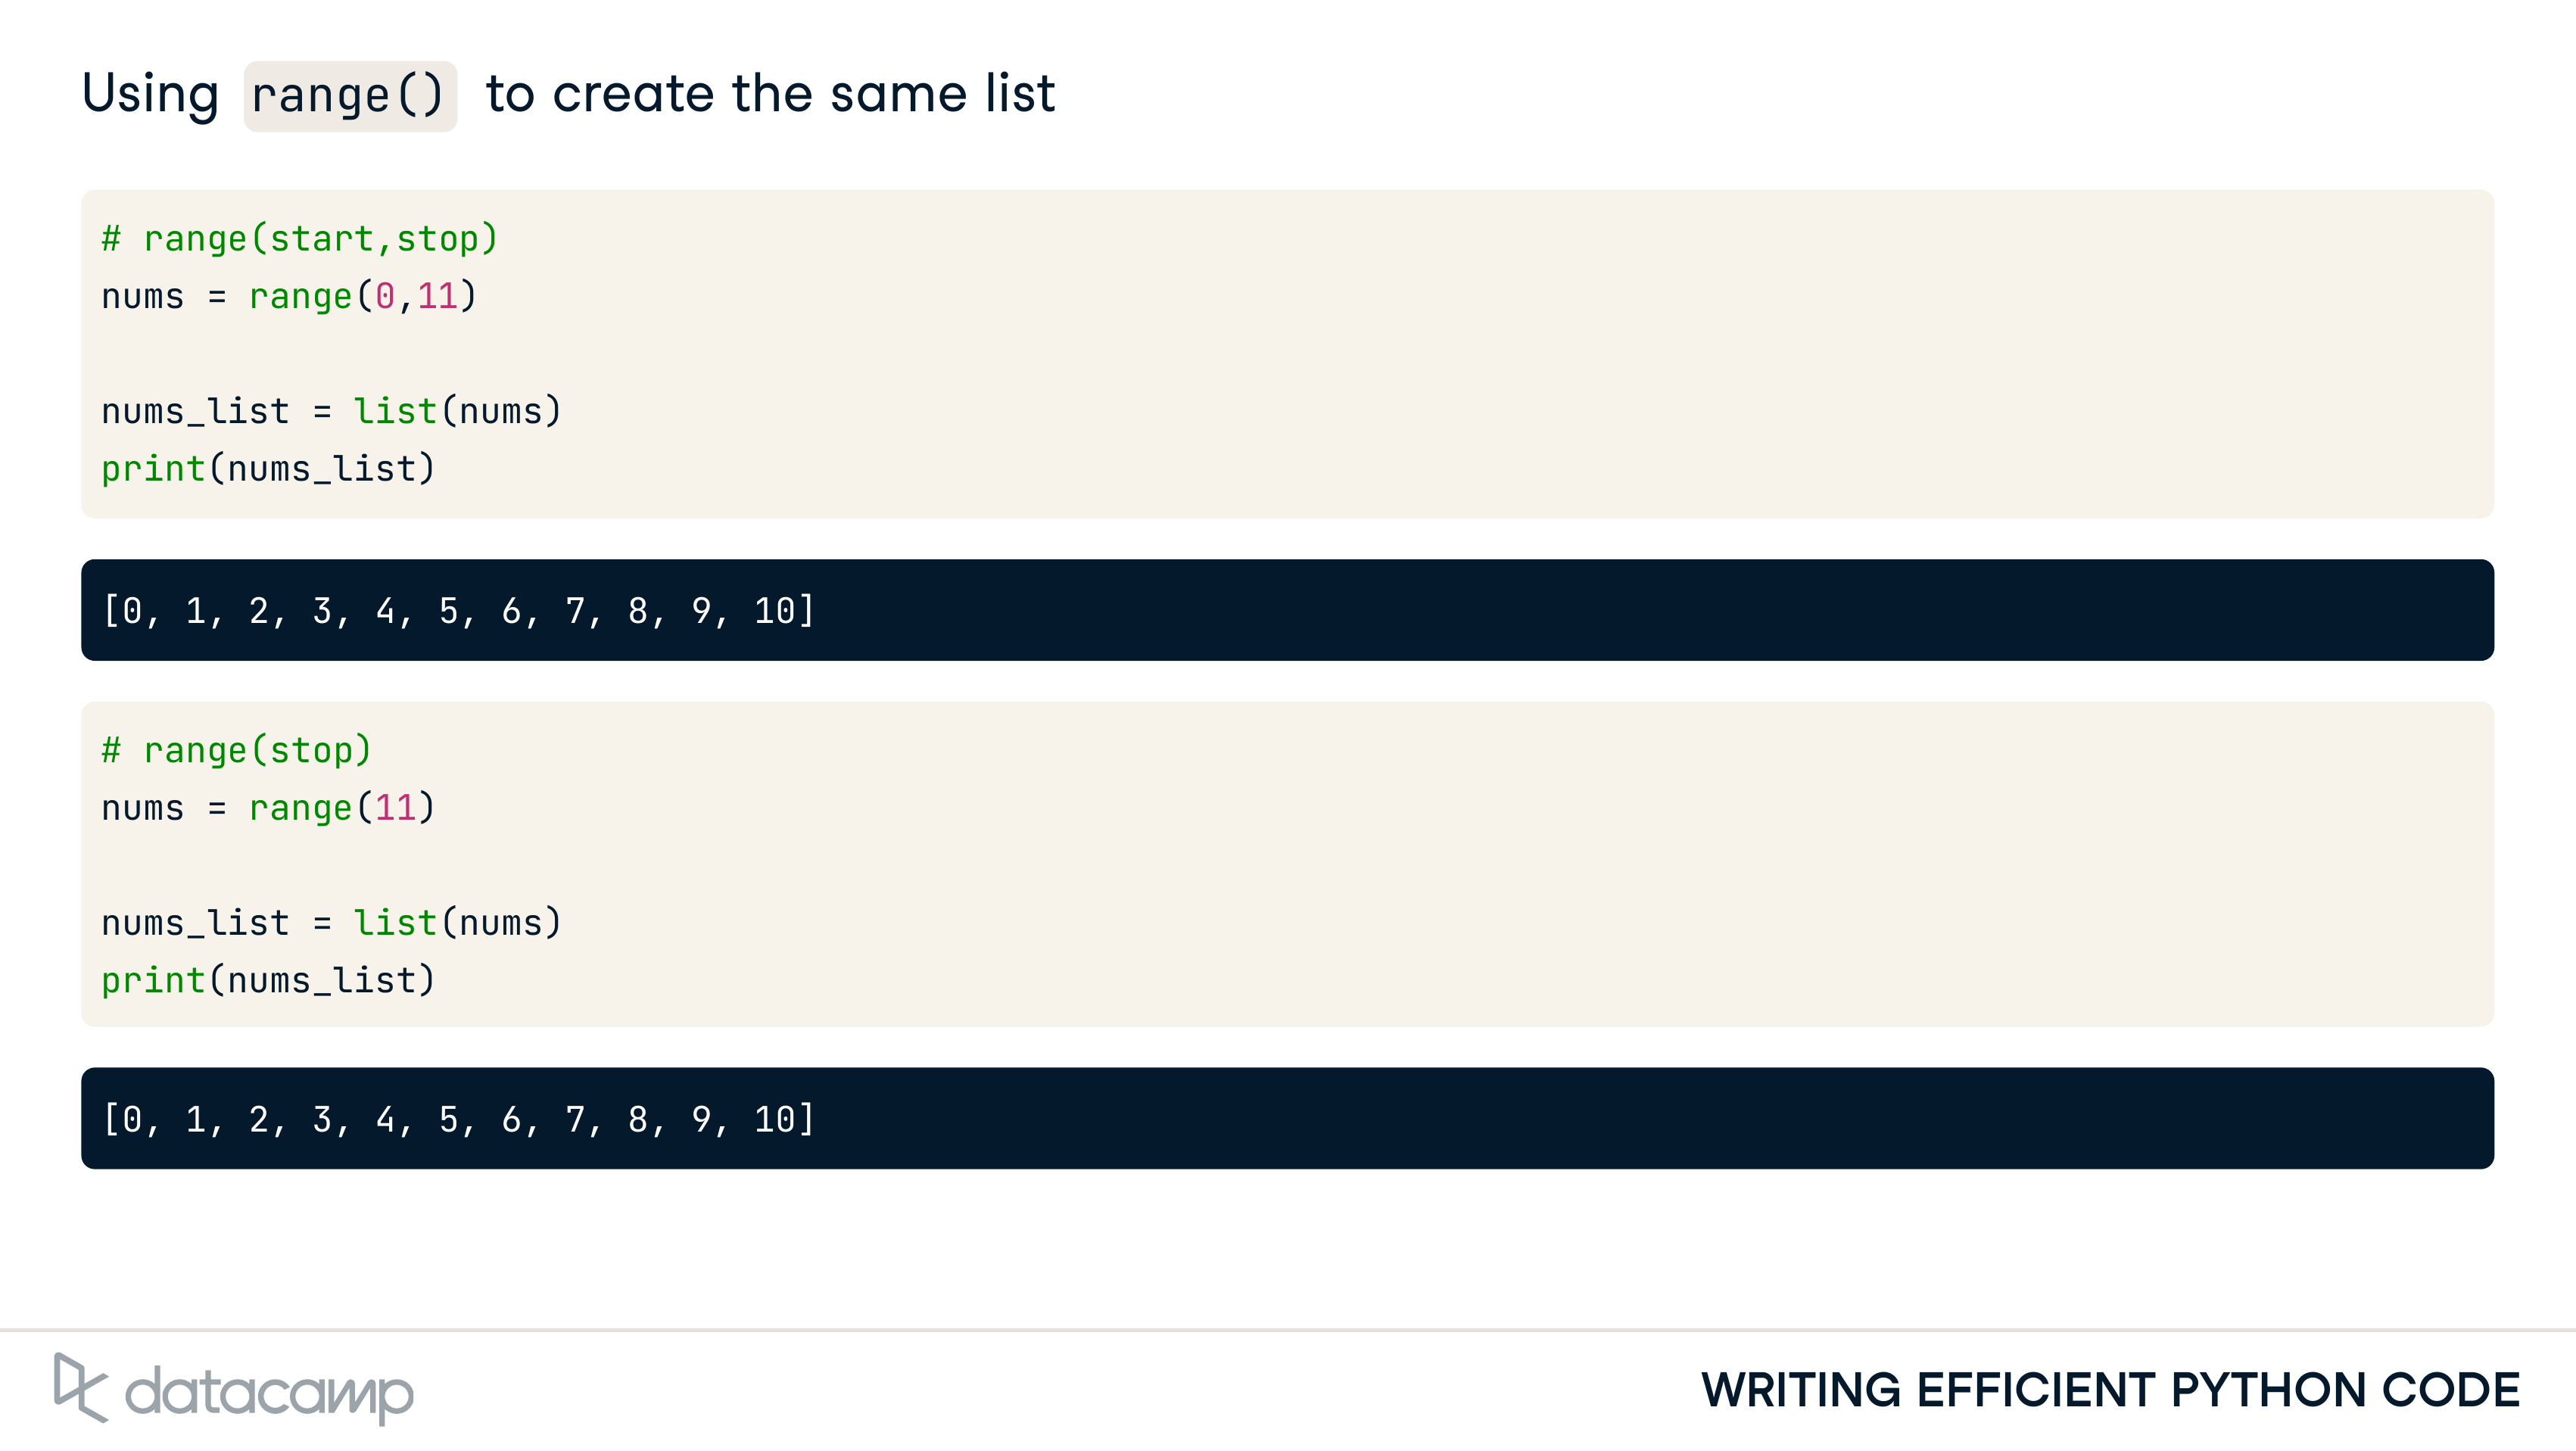 Using range() to create the same list
# range(start,stop)
nums = range(0,11)
nums_list = list(nums)
print(nums_list)
[0, 1, 2, 3, 4, 5, 6, 7, 8, 9, 10]
# range(stop)
nums = range(11)
nums_list = list(nums)
print(nums_list)
[0, 1, 2, 3, 4, 5, 6, 7, 8, 9, 10]
datacamp
WRITING EFFICIENT PYTHON CODE